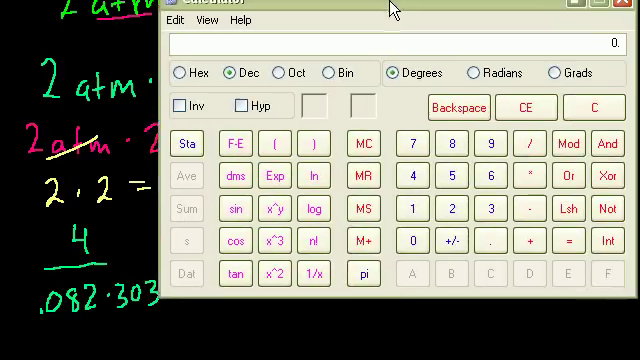 2 atm
Calculator
Edit View Help
0.
Hex Dec Oct Bin Degrees Radians Grads
Inv Hyp Backspace CE C
Sta F-E ( ) MC 7 8 9 / Mod And
Ave dms Exp ln MR 4 5 6 * Or Xor
Sum sin x^y log MS 1 2 3 - Lsh Not
s cos x^3 n! M+ 0 +/- . + = Int
Dat tan x^2 1/x pi A B C D E F
2 atm ·
2 atm · 2
2 · 2 =
4
.082 · 303